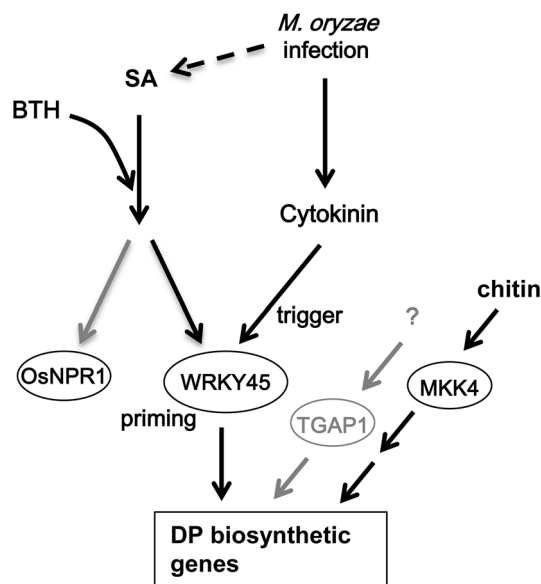 M. oryzae
infection
SA
BTH
Cytokinin
chitin
trigger
?
OsNPR1
WRKY45
MKK4
TGAP1
priming
DP biosynthetic
genes